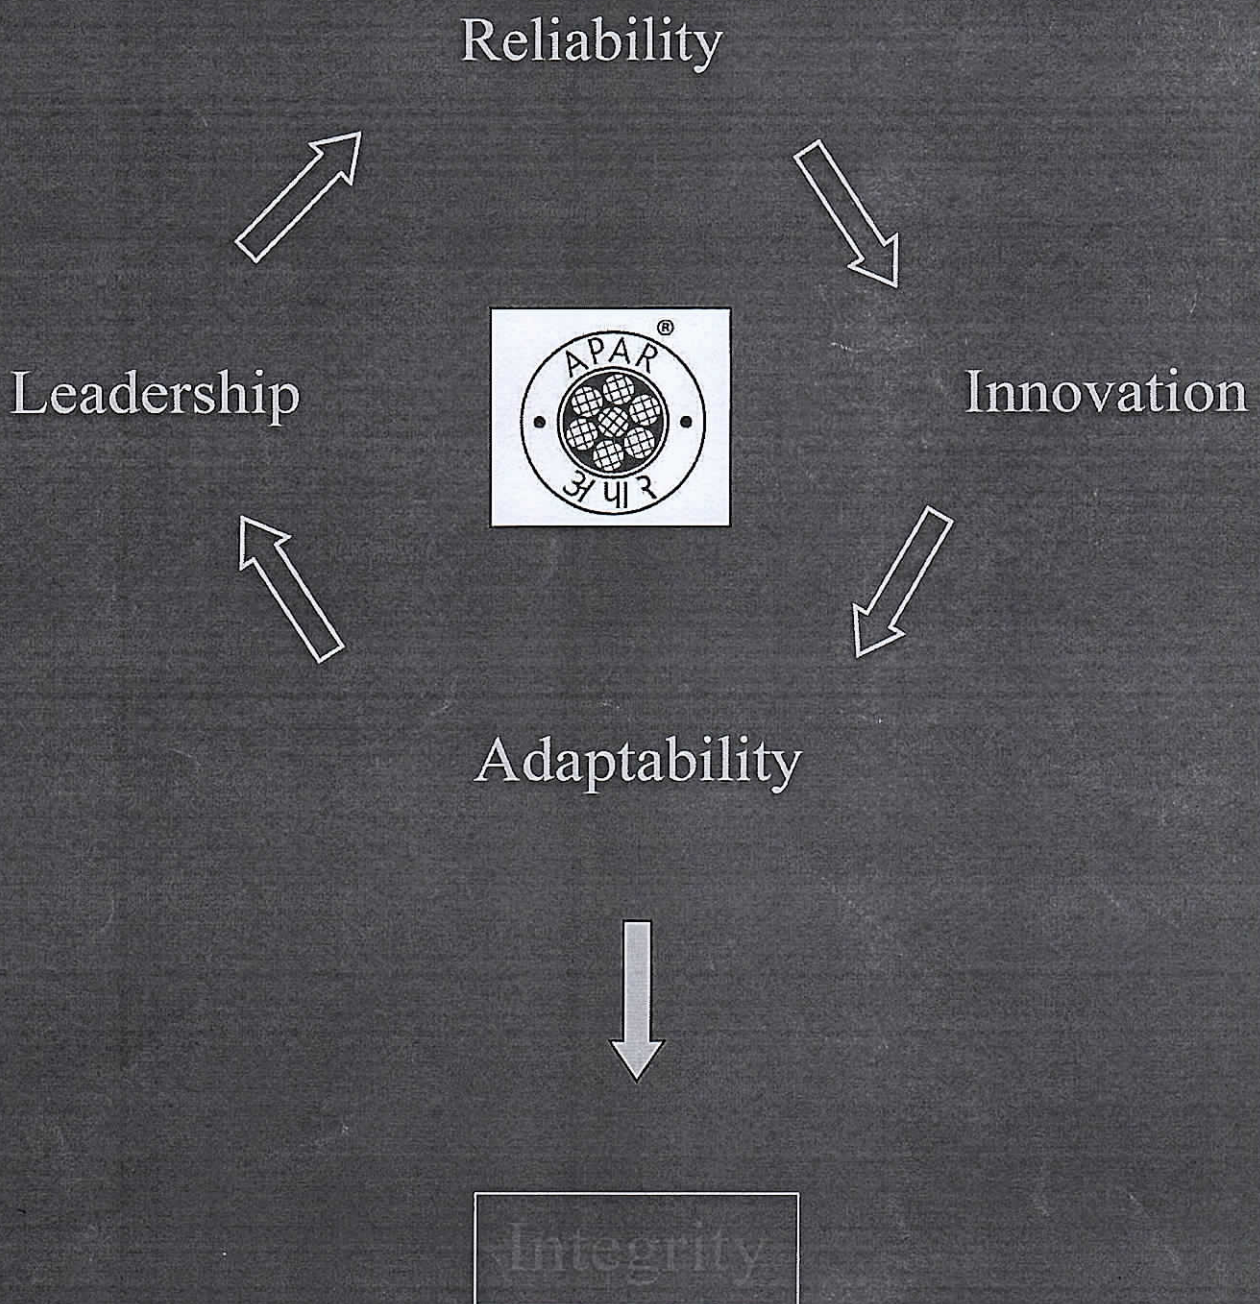 Reliability
Leadership
®
APAR
अपार
Innovation
Adaptability
Integrity